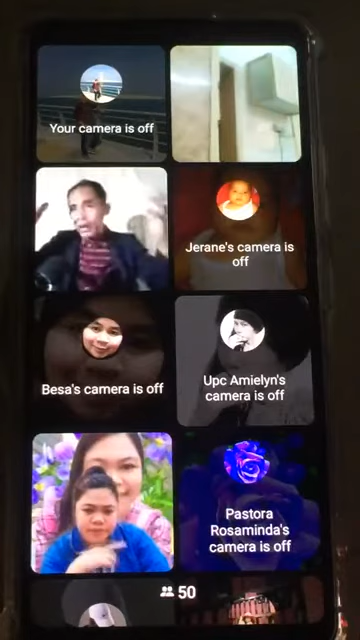 Your camera is off
Jerane's camera is
off
Besa's camera is off
Upc Amielyn's
camera is off
Pastora
Rosaminda's
camera is off
50